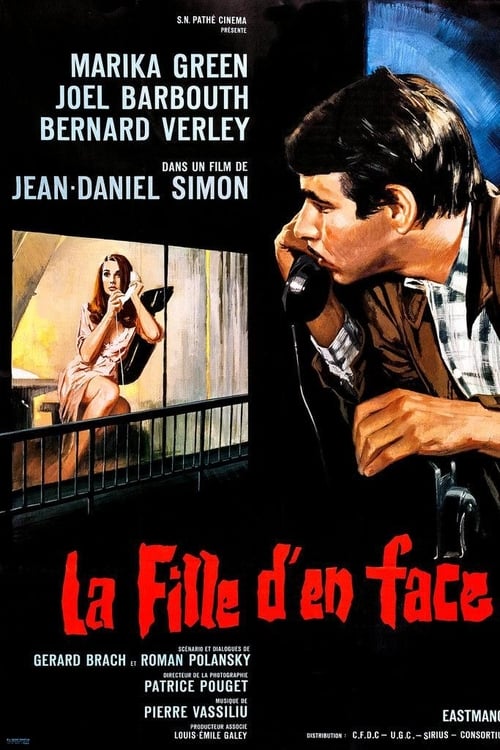 S.N. PATHÉ CINEMA
PRÉSENTE
MARIKA GREEN
JOEL BARBOUTH
BERNARD VERLEY
DANS UN FILM DE
JEAN-DANIEL SIMON
La Fille d'en face
SCÉNARIO ET DIALOGUES DE
GERARD BRACH ET ROMAN POLANSKY
DIRECTEUR DE LA PHOTOGRAPHIE
PATRICE POUGET
MUSIQUE DE
PIERRE VASSILIU
PRODUCTEUR ASSOCIÉ
LOUIS-ÉMILE GALEY
EASTMANC
DISTRIBUTION : C.F.D.C - U.G.C. - SIRIUS - CONSORTIU